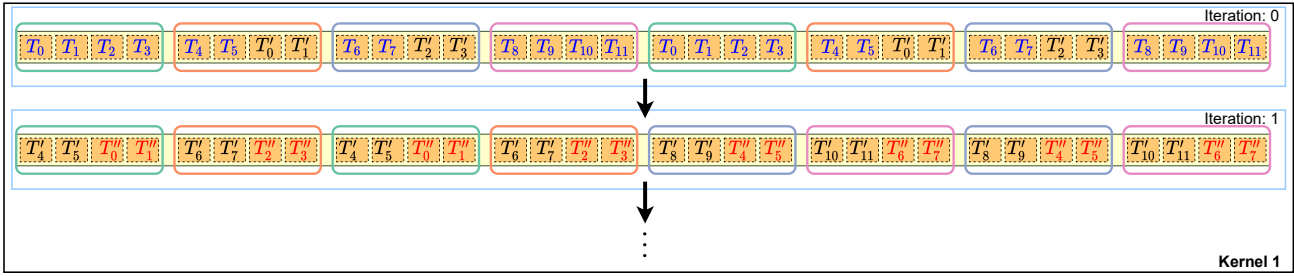 Iteration: 0
T₀ T₁ T₂ T₃ T₄ T₅ T′₀ T′₁ T₆ T₇ T′₂ T′₃ T₈ T₉ T₁₀ T₁₁ T₀ T₁ T₂ T₃ T₄ T₅ T′₀ T′₁ T₆ T₇ T′₂ T′₃ T₈ T₉ T₁₀ T₁₁
Iteration: 1
T′₄ T′₅ T″₀ T″₁ T′₆ T′₇ T″₂ T″₃ T′₄ T′₅ T″₀ T″₁ T′₆ T′₇ T″₂ T″₃ T′₈ T′₉ T″₄ T″₅ T′₁₀ T′₁₁ T″₆ T″₇ T′₈ T′₉ T″₄ T″₅ T′₁₀ T′₁₁ T″₆ T″₇
⋮
Kernel 1